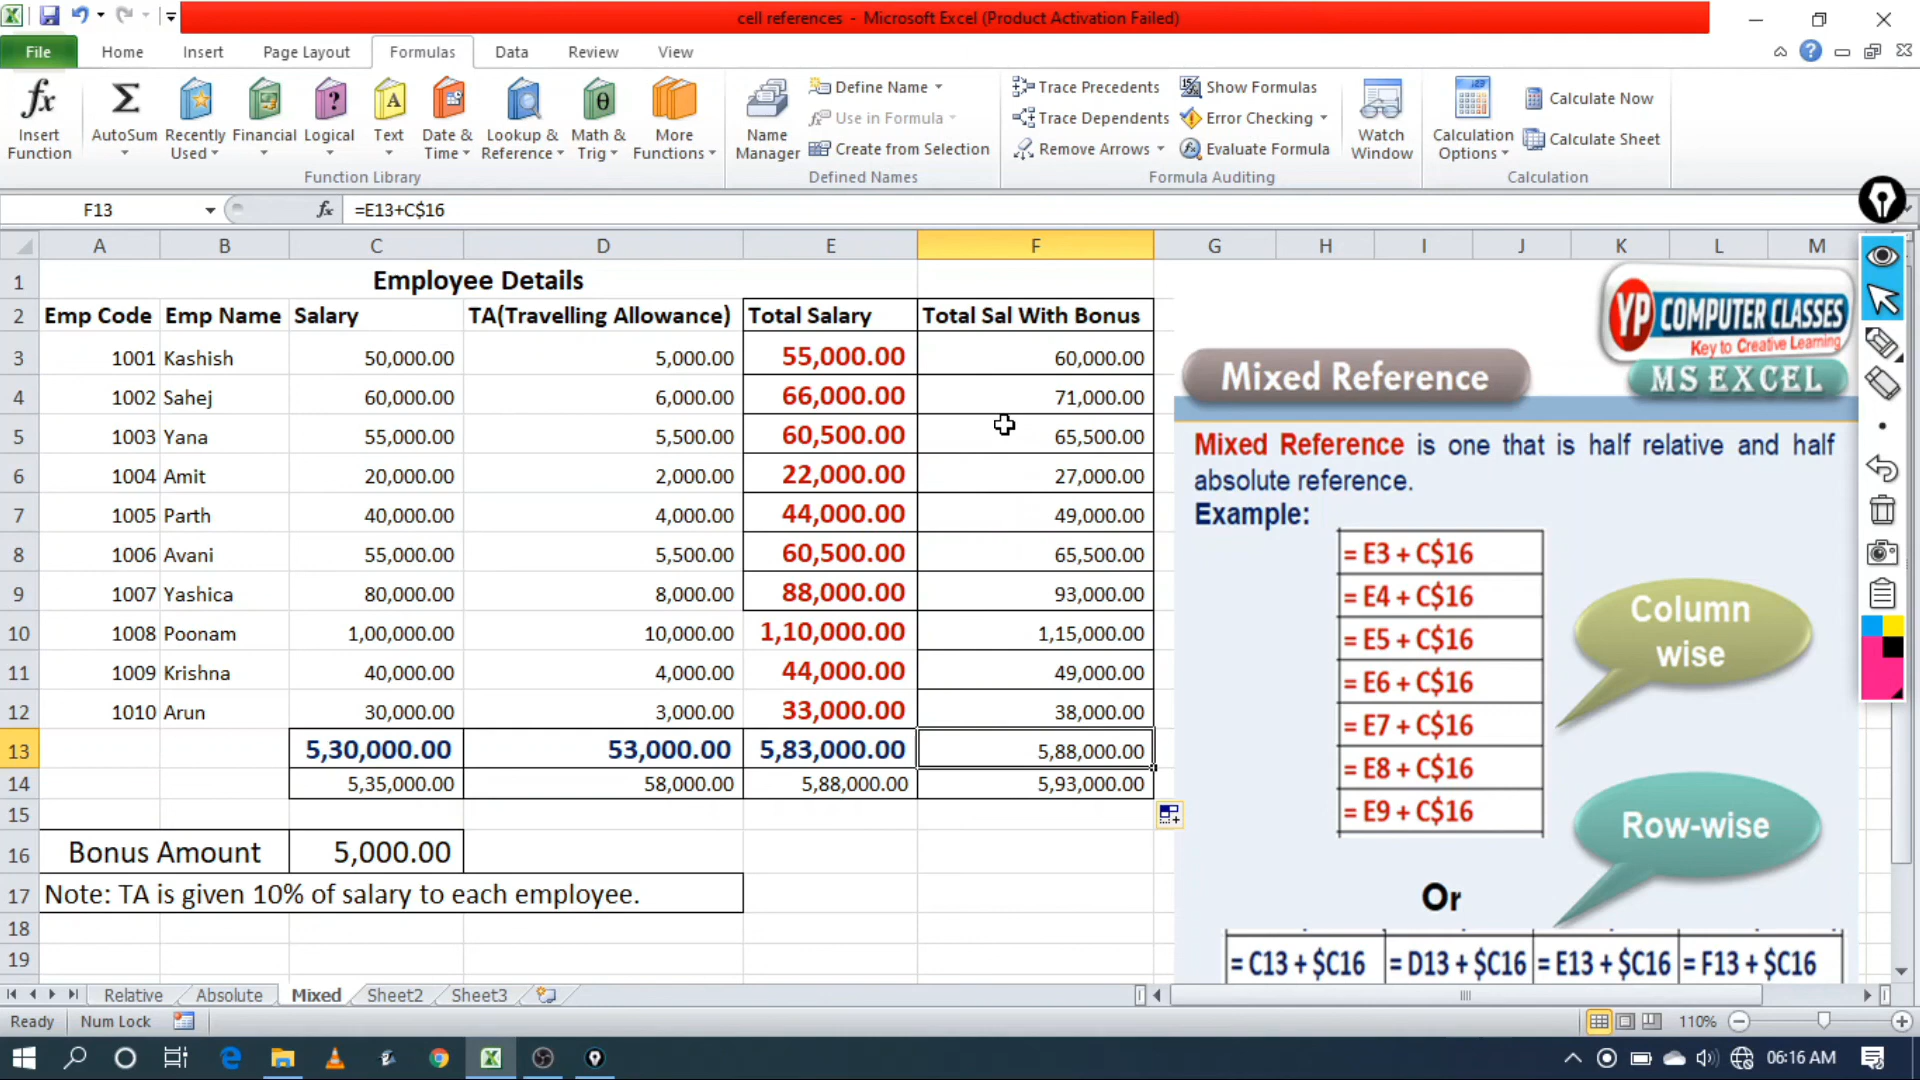 cell references - Microsoft Excel (Product Activation Failed)
File Home Insert Page Layout Formulas Data Review View
Insert Function
AutoSum
Recently Used
Financial
Logical
Text
Date & Time
Lookup & Reference
Math & Trig
More Functions
Function Library
Name Manager
Define Name
Use in Formula
Create from Selection
Defined Names
Trace Precedents
Trace Dependents
Remove Arrows
Show Formulas
Error Checking
Evaluate Formula
Formula Auditing
Watch Window
Calculation Options
Calculate Now
Calculate Sheet
Calculation
F13 fx =E13+C$16
A B C D E F G H I J K L M
1 Employee Details
2 Emp Code Emp Name Salary TA(Travelling Allowance) Total Salary Total Sal With Bonus
3 1001 Kashish 50,000.00 5,000.00 55,000.00 60,000.00
4 1002 Sahej 60,000.00 6,000.00 66,000.00 71,000.00
5 1003 Yana 55,000.00 5,500.00 60,500.00 65,500.00
6 1004 Amit 20,000.00 2,000.00 22,000.00 27,000.00
7 1005 Parth 40,000.00 4,000.00 44,000.00 49,000.00
8 1006 Avani 55,000.00 5,500.00 60,500.00 65,500.00
9 1007 Yashica 80,000.00 8,000.00 88,000.00 93,000.00
10 1008 Poonam 1,00,000.00 10,000.00 1,10,000.00 1,15,000.00
11 1009 Krishna 40,000.00 4,000.00 44,000.00 49,000.00
12 1010 Arun 30,000.00 3,000.00 33,000.00 38,000.00
13 5,30,000.00 53,000.00 5,83,000.00 5,88,000.00
14 5,35,000.00 58,000.00 5,88,000.00 5,93,000.00
15
16 Bonus Amount 5,000.00
17 Note: TA is given 10% of salary to each employee.
18
19
YP COMPUTER CLASSES
Key to Creative Learning
MS EXCEL
Mixed Reference
Mixed Reference is one that is half relative and half
absolute reference.
Example:
= E3 + C$16
= E4 + C$16
= E5 + C$16
= E6 + C$16
= E7 + C$16
= E8 + C$16
= E9 + C$16
Column
wise
Row-wise
Or
= C13 + $C16 = D13 + $C16 = E13 + $C16 = F13 + $C16
Relative Absolute Mixed Sheet2 Sheet3
Ready Num Lock 110%
06:16 AM